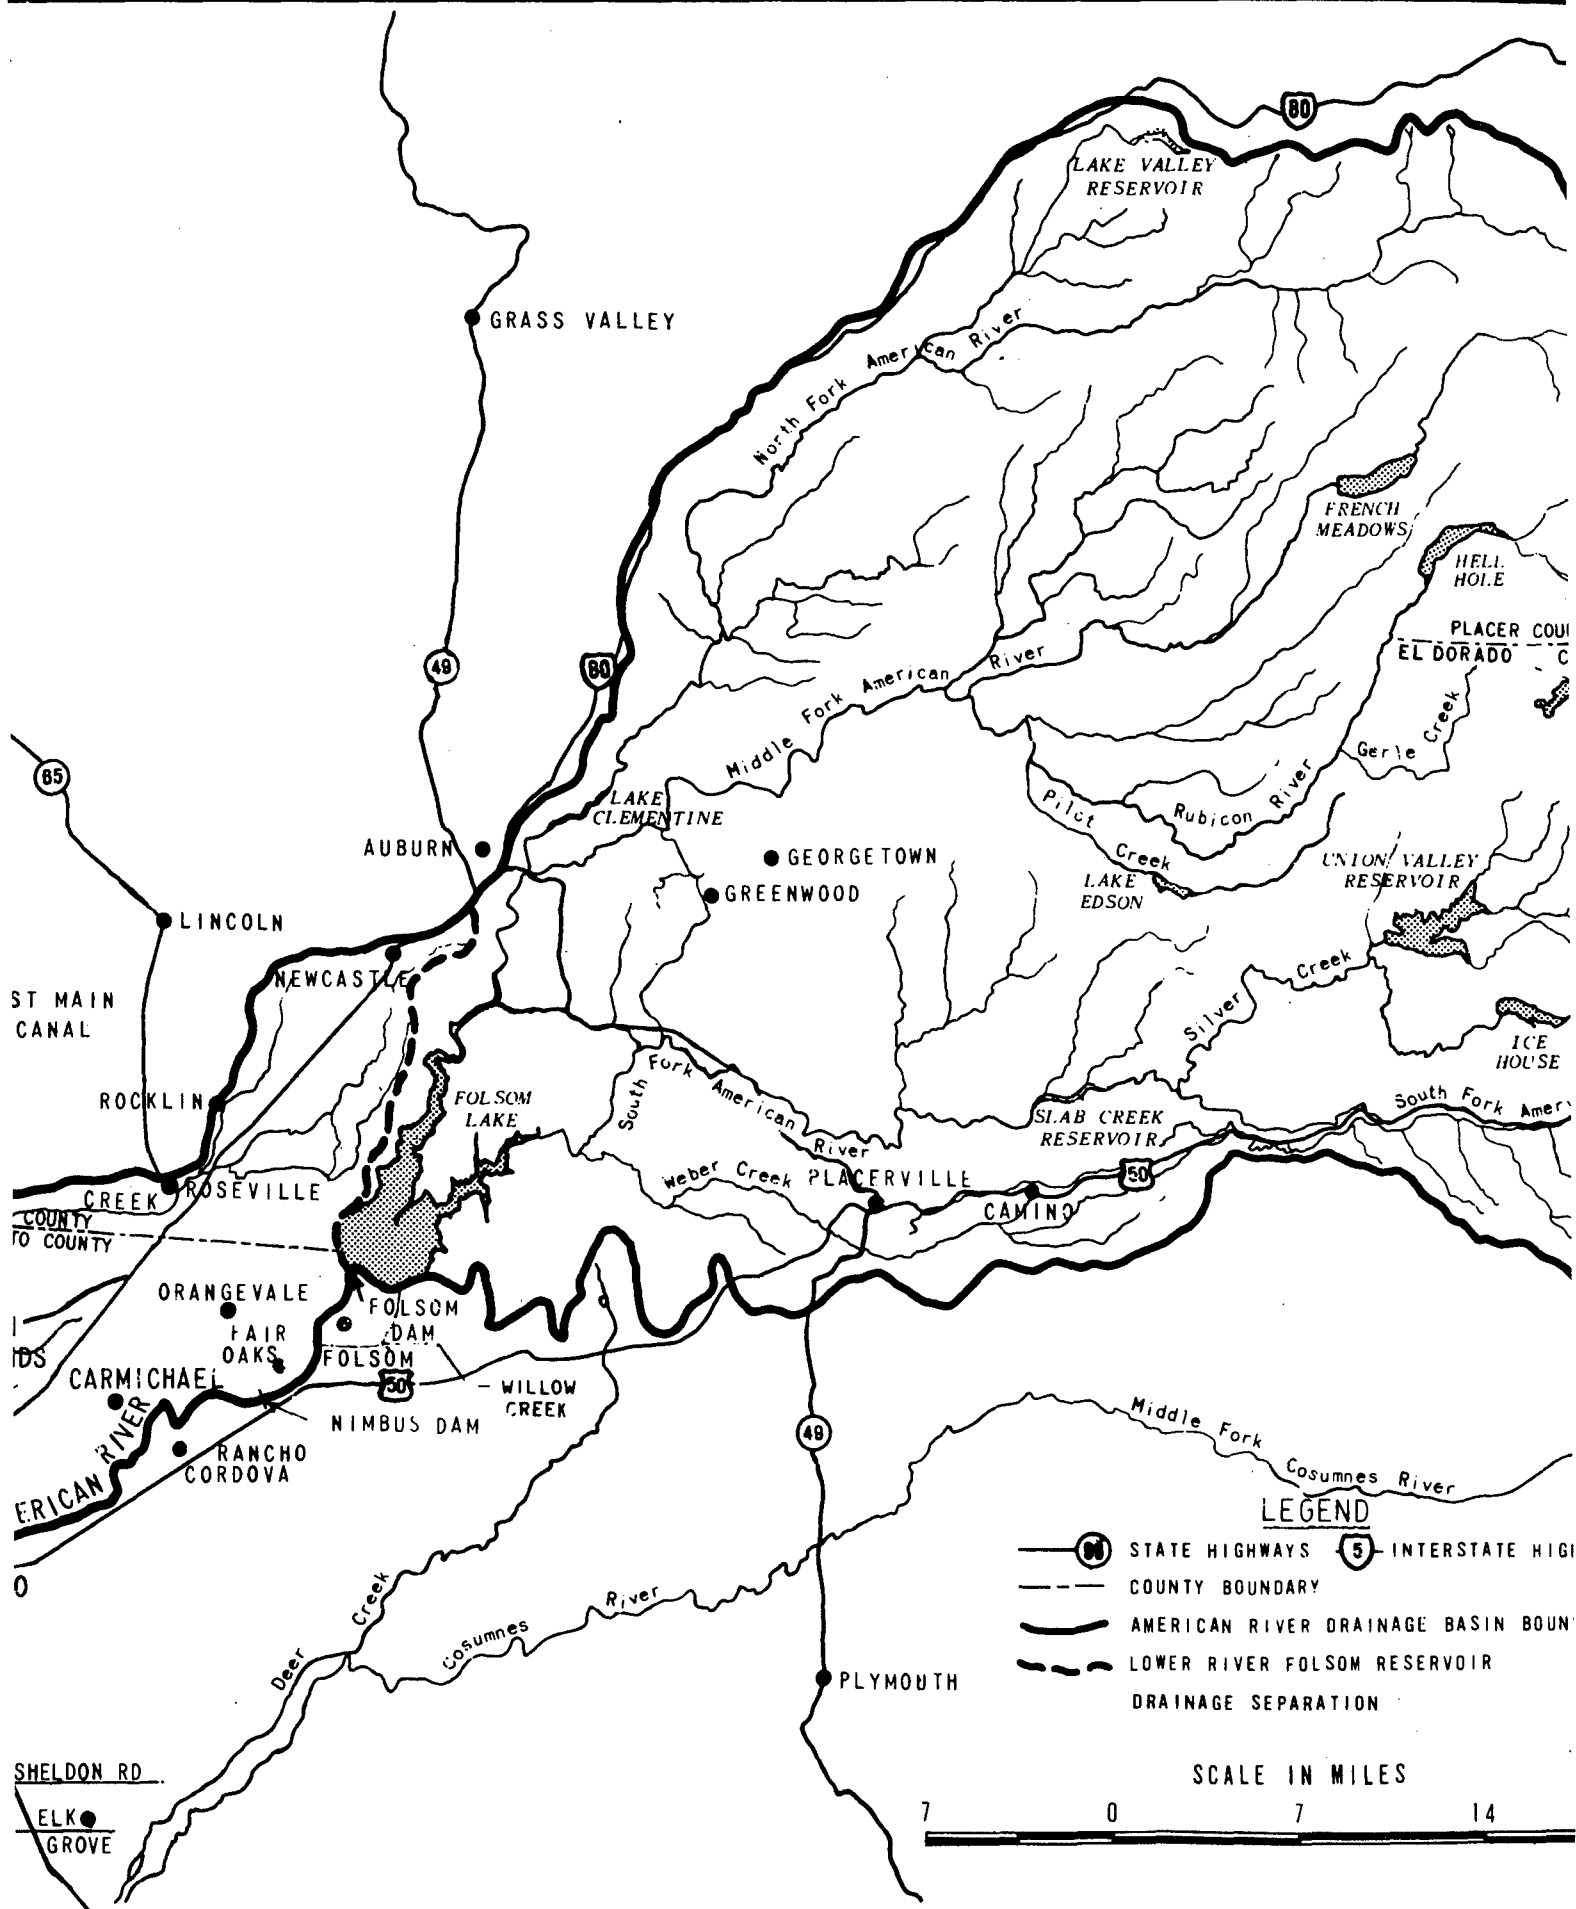 80
LAKE VALLEY
RESERVOIR
GRASS VALLEY
North Fork American River
FRENCH
MEADOWS
HELL
HOLE
PLACER COU
EL DORADO C
49
80
Middle Fork American River
Gerle Creek
65
LAKE
CLEMENTINE
Pilot Creek
Rubicon River
AUBURN
GEORGETOWN
GREENWOOD
LAKE
EDSON
UNION VALLEY
RESERVOIR
LINCOLN
NEWCASTLE
Silver Creek
ST MAIN
CANAL
ICE
HOUSE
ROCKLIN
FOLSOM
LAKE
South Fork American River
SLAB CREEK
RESERVOIR
South Fork Amer
Weber Creek
PLACERVILLE
50
CAMINO
CREEK
ROSEVILLE
COUNTY
TO COUNTY
ORANGEVALE
FOLSOM
DAM
FAIR
OAKS
FOLSOM
IDS
CARMICHAEL
50
WILLOW
CREEK
NIMBUS DAM
RANCHO
CORDOVA
ERICAN RIVER
49
Middle Fork Cosumnes River
O
Deer Creek
Cosumnes River
PLYMOUTH
LEGEND
STATE HIGHWAYS 5 INTERSTATE HIGH
COUNTY BOUNDARY
AMERICAN RIVER DRAINAGE BASIN BOUN
LOWER RIVER FOLSOM RESERVOIR
DRAINAGE SEPARATION
SHELDON RD
ELK
GROVE
SCALE IN MILES
7 0 7 14